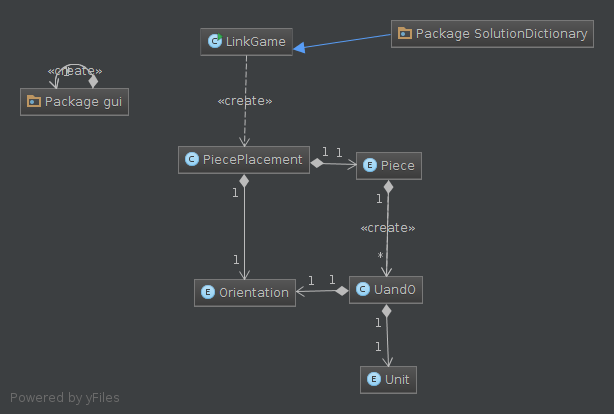 C LinkGame
Package SolutionDictionary
«create»
1
Package gui
«create»
C PiecePlacement
1
1
E Piece
1
1
«create»
*
1
1
1
E Orientation
C UandO
1
1
E Unit
Powered by yFiles